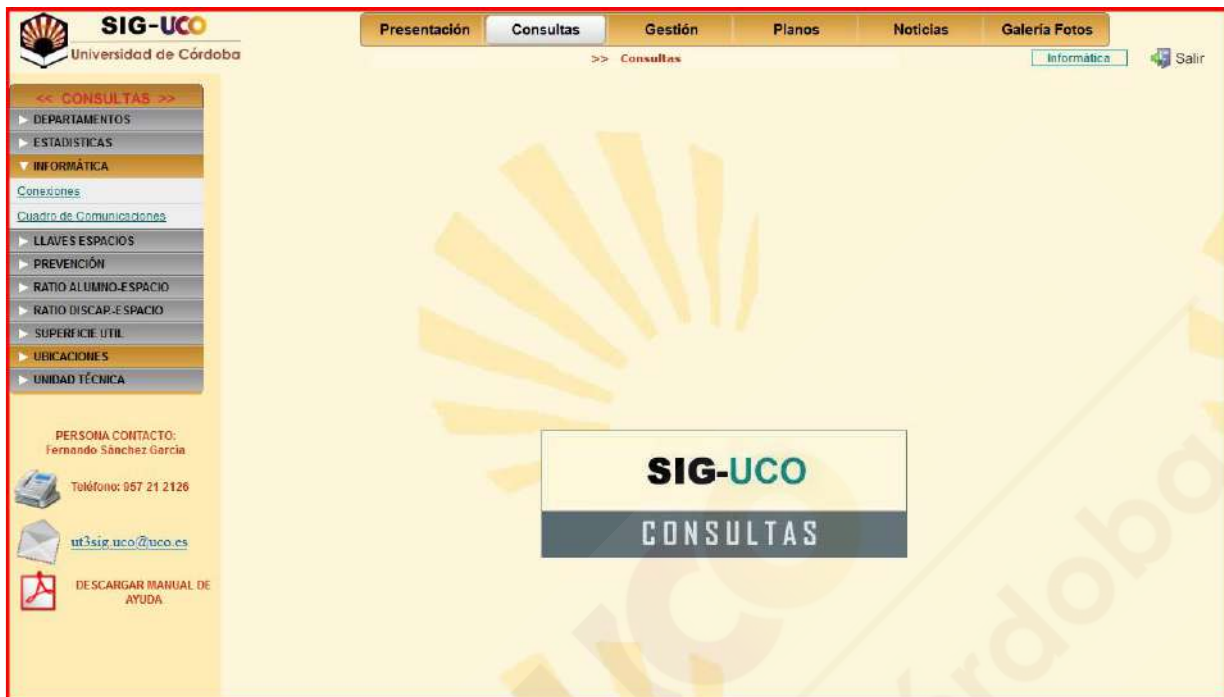 SIG-UCO
Universidad de Córdoba
Presentación Consultas Gestión Planos Noticias Galería Fotos
>> Consultas
Informática
Salir
<< CONSULTAS >>
DEPARTAMENTOS
ESTADISTICAS
INFORMÁTICA
Conexiones
Cuadro de Comunicaciones
LLAVES ESPACIOS
PREVENCIÓN
RATIO ALUMNO-ESPACIO
RATIO DISCAP.-ESPACIO
SUPERFICIE UTIL
UBICACIONES
UNIDAD TÉCNICA
PERSONA CONTACTO:
Fernando Sánchez García
Teléfono: 957 21 2126
ut3sig.uco@uco.es
DESCARGAR MANUAL DE
AYUDA
SIG-UCO
CONSULTAS